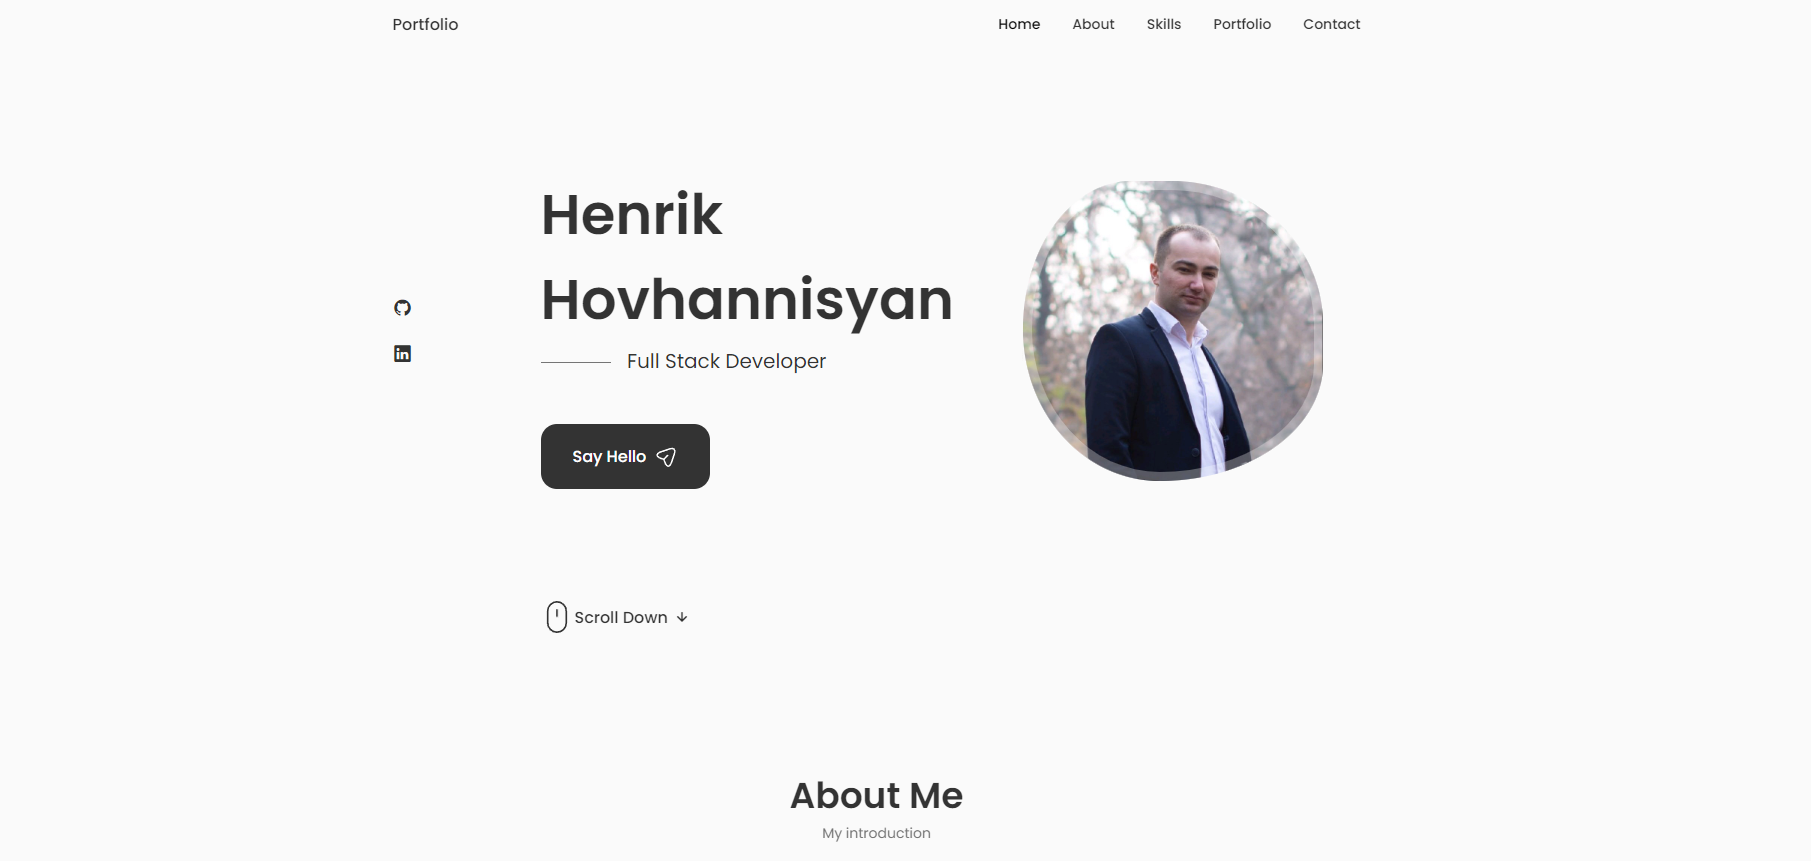 Portfolio
Home About Skills Portfolio Contact
Henrik
Hovhannisyan
Full Stack Developer
Say Hello
Scroll Down
About Me
My introduction